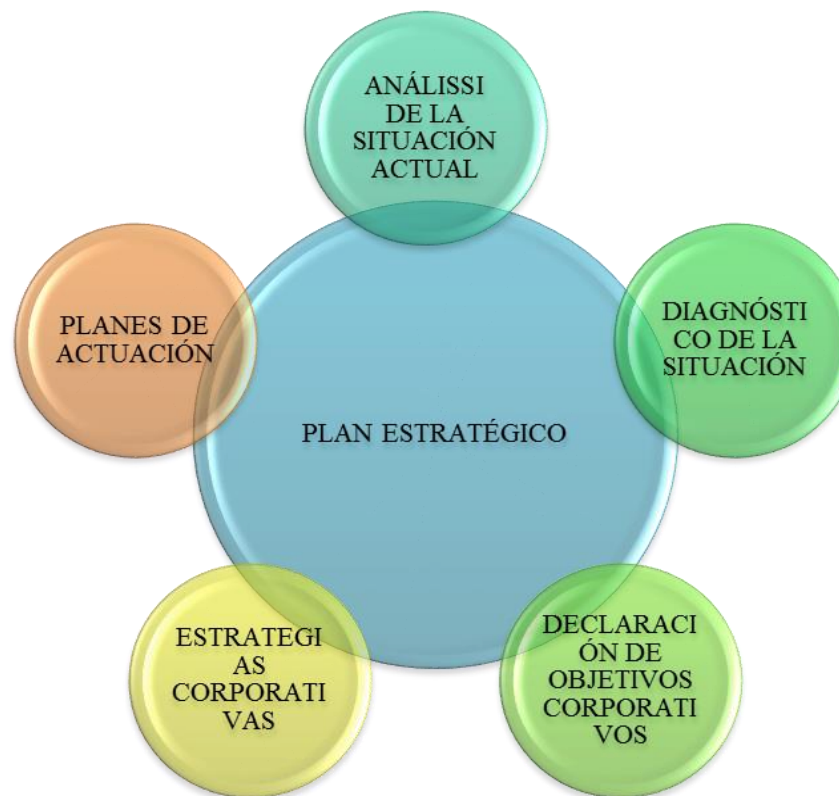 ANÁLISSI
DE LA
SITUACIÓN
ACTUAL
DIAGNÓSTI
CO DE LA
SITUACIÓN
DECLARACI
ÓN DE
OBJETIVOS
CORPORATI
VOS
ESTRATEGI
AS
CORPORATI
VAS
PLANES DE
ACTUACIÓN
PLAN ESTRATÉGICO